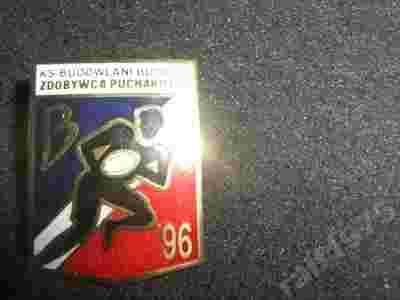 KS BUDOWLANI
ZDOBYWCA PUCHARU
B
'96